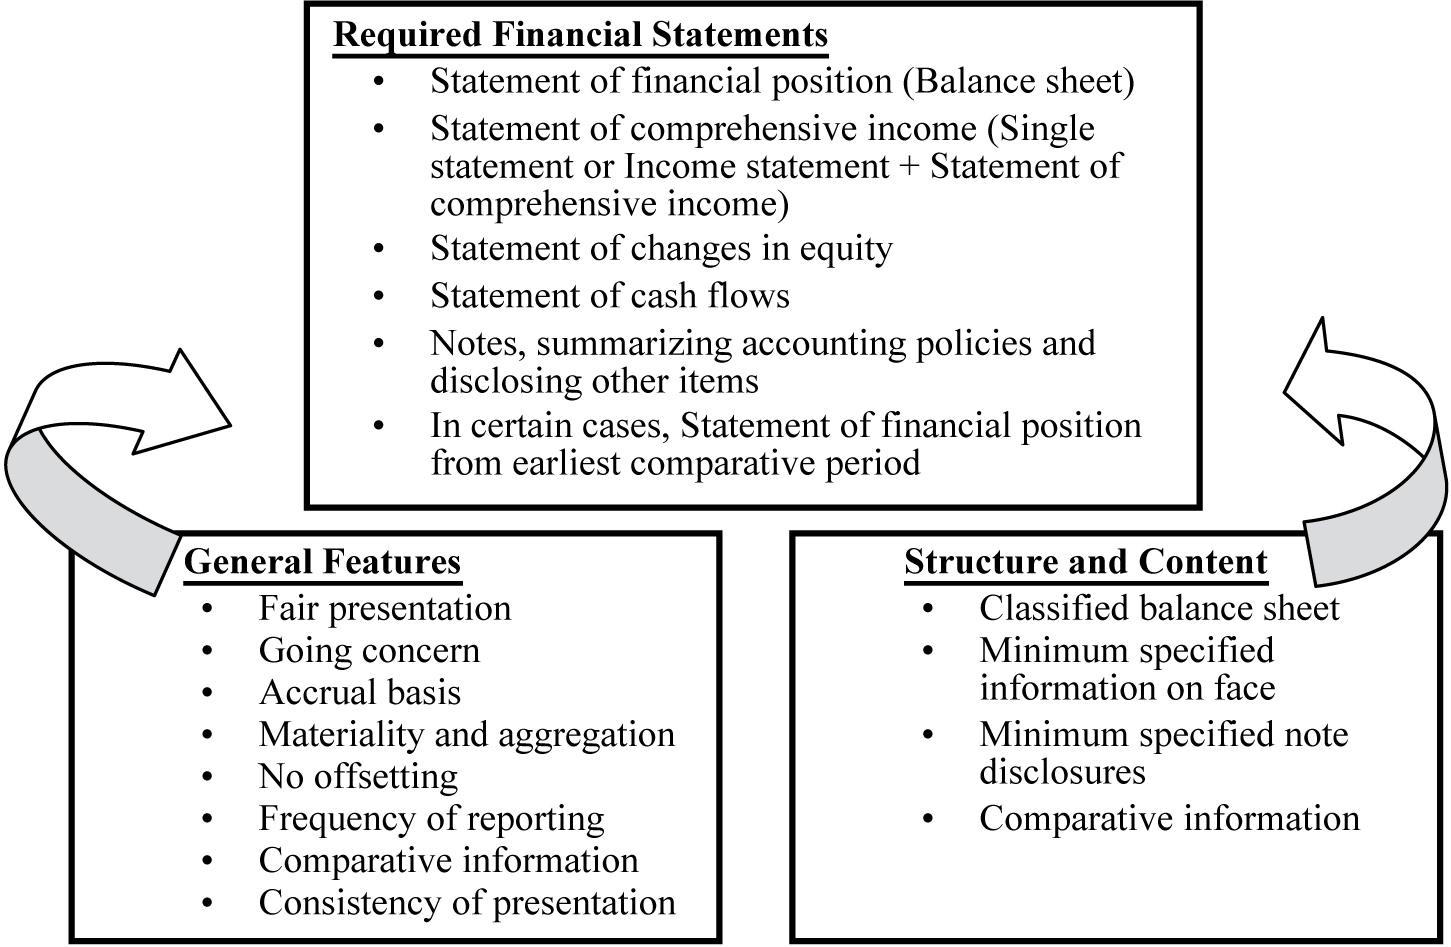 Required Financial Statements
• Statement of financial position (Balance sheet)
• Statement of comprehensive income (Single
statement or Income statement + Statement of
comprehensive income)
• Statement of changes in equity
• Statement of cash flows
• Notes, summarizing accounting policies and
disclosing other items
• In certain cases, Statement of financial position
from earliest comparative period
General Features
• Fair presentation
• Going concern
• Accrual basis
• Materiality and aggregation
• No offsetting
• Frequency of reporting
• Comparative information
• Consistency of presentation
Structure and Content
• Classified balance sheet
• Minimum specified
information on face
• Minimum specified note
disclosures
• Comparative information